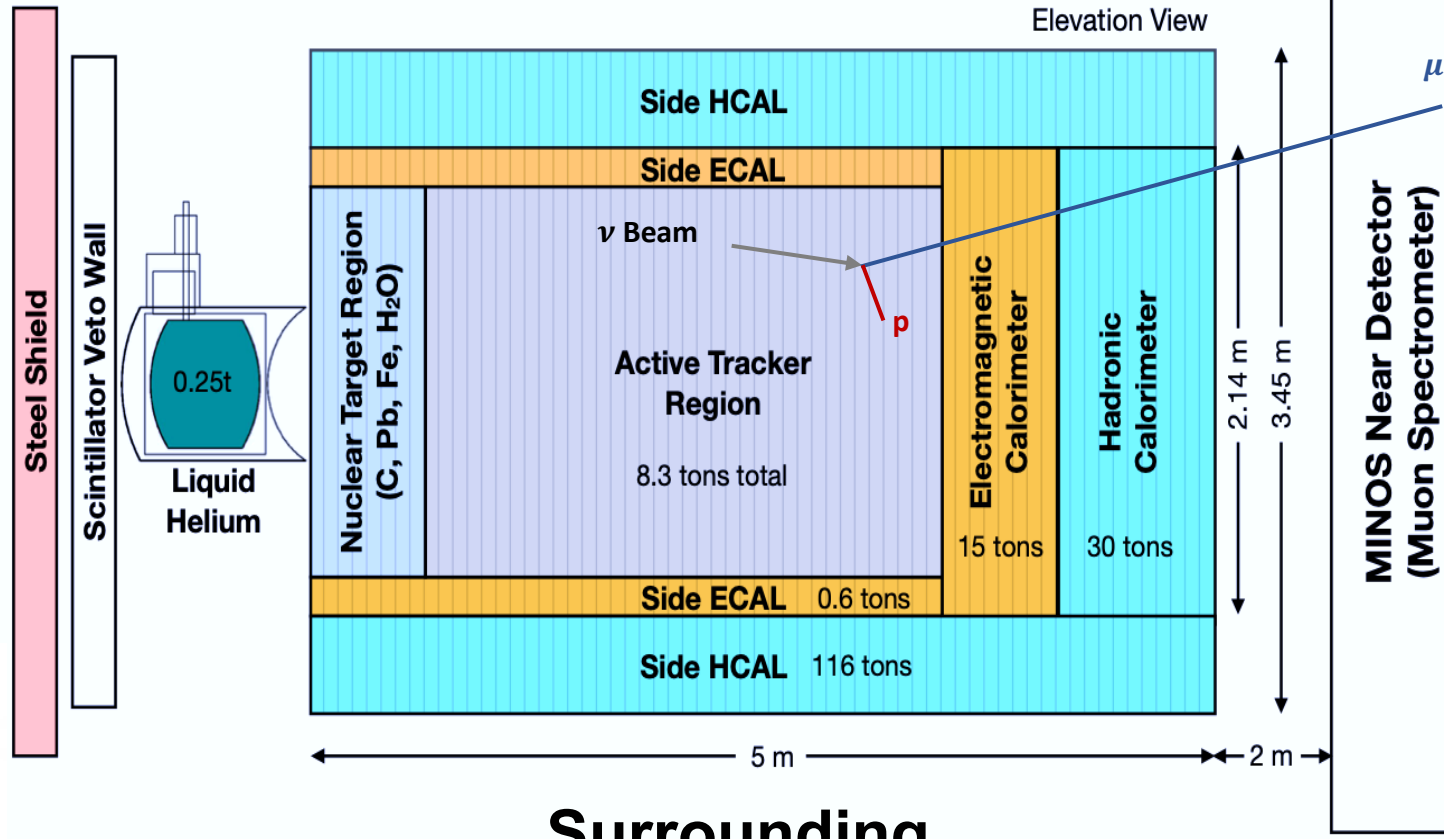 Elevation View
μ
Side HCAL
Side ECAL
ν Beam
p
Steel Shield
Scintillator Veto Wall
0.25t
Liquid
Helium
Nuclear Target Region
(C, Pb, Fe, H₂O)
Active Tracker
Region
8.3 tons total
Electromagnetic
Calorimeter
15 tons
Hadronic
Calorimeter
30 tons
2.14 m
3.45 m
MINOS Near Detector
(Muon Spectrometer)
Side ECAL 0.6 tons
Side HCAL 116 tons
5 m
2 m
Surrounding